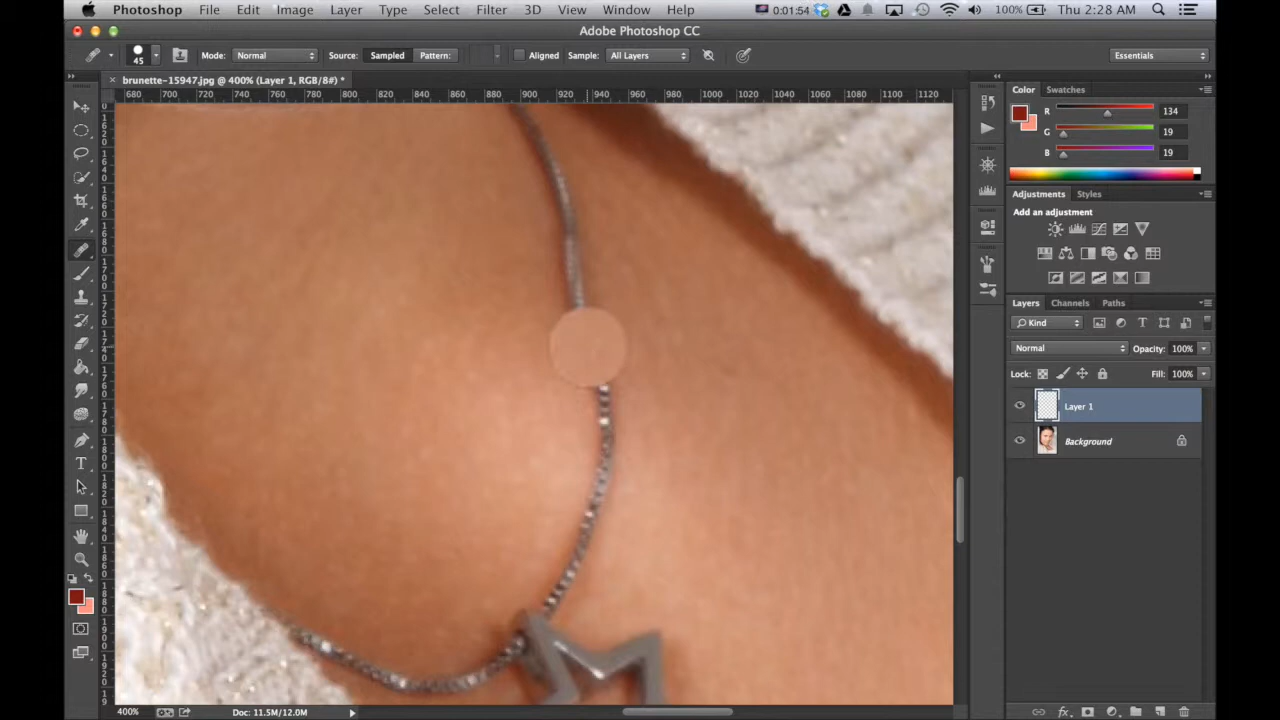 Photoshop File Edit Image Layer Type Select Filter 3D View Window Help 0:01:54 100% Thu 2:28 AM
Adobe Photoshop CC
45 Mode: Normal Source: Sampled Pattern: Aligned Sample: All Layers Essentials
× brunette-15947.jpg @ 400% (Layer 1, RGB/8#) *
680 700 720 740 760 780 800 820 840 860 880 900 920 940 960 980 1000 1020 1040 1060 1080 1100 1120
Color Swatches
R 134
G 19
B 19
Adjustments Styles
Add an adjustment
Layers Channels Paths
Kind
Normal Opacity: 100%
Lock: Fill: 100%
Layer 1
Background
T
fx
400% Doc: 11.5M/12.0M